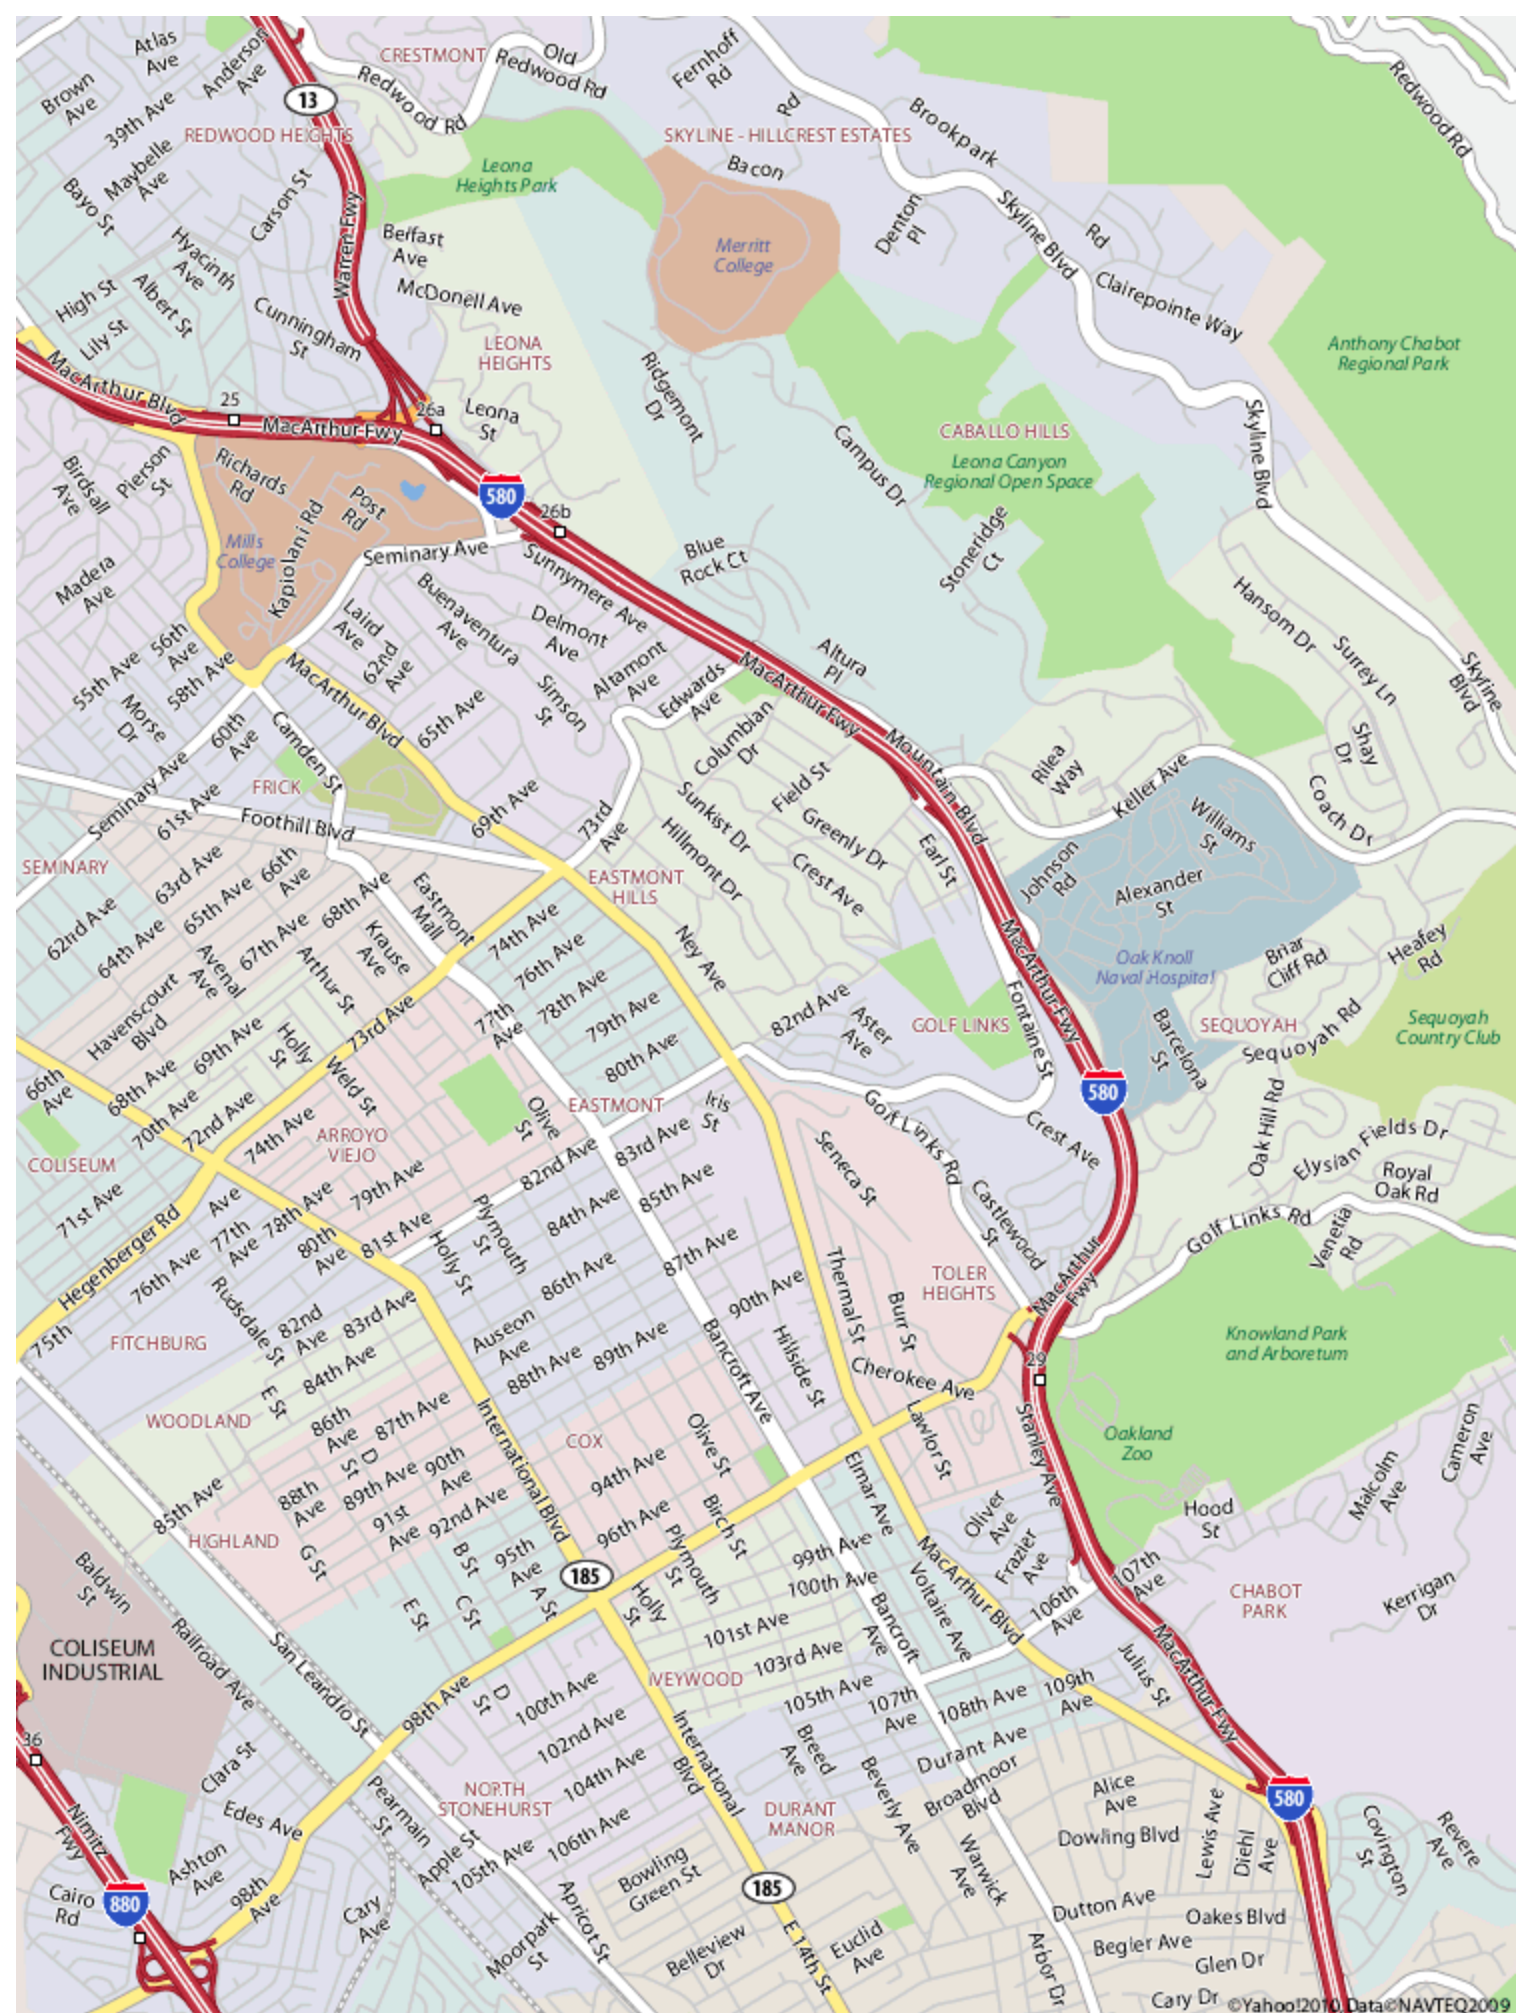 Atlas
Ave
Anderson
Ave
CRESTMONT
Old
Redwood Rd
Fernhoff
Rd
Rd
Brown
Ave
39th Ave
13
Redwood Rd
Brookpark
Rd
Redwood Rd
REDWOOD HEIGHTS
SKYLINE - HILLCREST ESTATES
Maybelle
Ave
Bacon
Leona
Heights Park
Bayo St
Carson St
Warren Fwy
Belfast
Ave
Merritt
College
Denton
Pl
Skyline Blvd
Hyacinth
Ave
Albert St
High St
Lily St
McDonell Ave
Clairepointe Way
Cunningham
St
LEONA
HEIGHTS
Anthony Chabot
Regional Park
MacArthur Blvd
25
26a
Leona
St
Ridgemont
Dr
MacArthur Fwy
Campus Dr
CABALLO HILLS
Leona Canyon
Regional Open Space
Skyline Blvd
Birdsall
Ave
Pierson
St
Richards
Rd
Post
Rd
580
26b
Mills
College
Kapiolani Rd
Seminary Ave
Sunnymere Ave
Blue
Rock Ct
Stoneridge
Ct
Madera
Ave
Hansom Dr
Laird
Ave
Buenaventura
Ave
Delmont
Ave
Surrey Ln
Skyline
Blvd
56th
Ave
55th Ave
58th Ave
62nd
Ave
MacArthur Blvd
Altamont
Ave
Edwards
Ave
MacArthur Fwy
Altura
Pl
Morse
Dr
Simson
St
65th Ave
60th
Ave
Camden St
Columbian
Dr
Mountain Blvd
Rilea
Way
Shay
Dr
Seminary Ave
FRICK
Field St
Keller Ave
Coach Dr
61st Ave
Foothill Blvd
69th Ave
73rd
Ave
Sunkist Dr
Greenly Dr
Williams
St
Hillmont Dr
Crest Ave
Earl St
Johnson
Rd
SEMINARY
63rd Ave
66th
Ave
65th Ave
68th Ave
Eastmont
Mall
EASTMONT
HILLS
Alexander
St
62nd Ave
64th Ave
67th Ave
Krause
Ave
74th Ave
76th Ave
Ney Ave
MacArthur Fwy
Oak Knoll
Naval Hospital
Briar
Cliff Rd
Heafey
Rd
Avenal
Ave
Arthur St
78th Ave
Havenscourt
Blvd
77th
Ave
79th Ave
82nd Ave
Aster
Ave
GOLF LINKS
Fontaine St
SEQUOYAH
Sequoyah Rd
Sequoyah
Country Club
69th Ave
Holly
St
73rd Ave
80th Ave
Barcelona
St
66th
Ave
68th Ave
Weld St
580
70th Ave
72nd Ave
74th Ave
Olive
St
EASTMONT
Iris
St
Golf Links Rd
Crest Ave
Oak Hill Rd
Elysian Fields Dr
COLISEUM
ARROYO
VIEJO
83rd Ave
82nd Ave
Seneca St
Royal
Oak Rd
71st Ave
79th Ave
85th Ave
Castlewood
St
Golf Links Rd
Venetia
Rd
Hegenberger Rd
Ave
77th
Ave
78th Ave
Plymouth
St
84th Ave
80th
Ave
81st Ave
Holly St
87th Ave
76th Ave
86th Ave
Thermal St
TOLER
HEIGHTS
MacArthur
Fwy
Rudsdale St
82nd
Ave
83rd Ave
90th Ave
Burr St
75th
FITCHBURG
Auseon
Ave
89th Ave
Bancroft Ave
Hillside St
Knowland Park
and Arboretum
84th Ave
88th Ave
Cherokee Ave
29
E St
WOODLAND
86th
Ave
87th Ave
International Blvd
COX
Olive St
Lawlor St
Stanley Ave
Oakland
Zoo
Cameron
Ave
D
St
90th
Ave
89th Ave
94th Ave
Elmar Ave
Malcolm
Ave
85th Ave
88th
Ave
91st
Ave
92nd Ave
96th Ave
Birch St
Oliver
Ave
Hood
St
HIGHLAND
G St
B St
95th
Ave
Plymouth
St
99th Ave
MacArthur Blvd
Frazier
Ave
Baldwin
St
185
A St
100th Ave
Voltaire Ave
107th
Ave
CHABOT
PARK
Kerrigan
Dr
E St
C St
Holly
St
101st Ave
Bancroft
Ave
106th
Ave
COLISEUM
INDUSTRIAL
Railroad Ave
San Leandro St
IVEYWOOD
103rd Ave
Julius St
MacArthur Fwy
98th Ave
D
St
100th Ave
105th Ave
107th
Ave
108th Ave
109th
Ave
36
102nd Ave
International
Blvd
Breed
Ave
Durant Ave
Clara St
104th Ave
Beverly Ave
Broadmoor
Blvd
Alice
Ave
580
Nimitz
Fwy
Edes Ave
Pearmain
St
NORTH
STONEHURST
DURANT
MANOR
Dowling Blvd
Lewis Ave
Diehl
Ave
Covington
St
Revere
Ave
Apple St
106th Ave
105th Ave
Ashton
Ave
Bowling
Green St
Warwick
Ave
Cairo
Rd
880
98th
Ave
Cary
Ave
185
Dutton Ave
Oakes Blvd
Apricot St
Moorpark
St
Belleview
Dr
E 14th St
Euclid
Ave
Arbor Dr
Begier Ave
Glen Dr
Cary Dr
©Yahoo!2010, Data©NAVTEQ2009